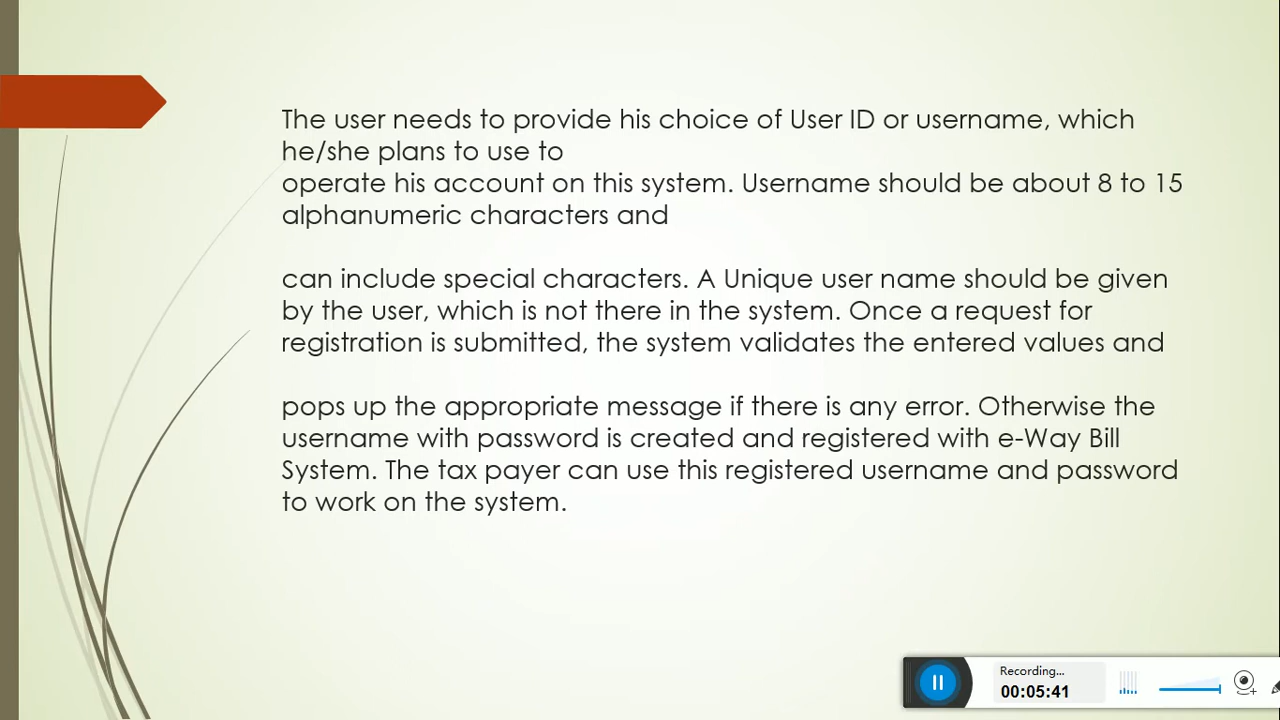 The user needs to provide his choice of User ID or username, which
he/she plans to use to
operate his account on this system. Username should be about 8 to 15
alphanumeric characters and
can include special characters. A Unique user name should be given
by the user, which is not there in the system. Once a request for
registration is submitted, the system validates the entered values and
pops up the appropriate message if there is any error. Otherwise the
username with password is created and registered with e-Way Bill
System. The tax payer can use this registered username and password
to work on the system.
Recording...
00:05:41